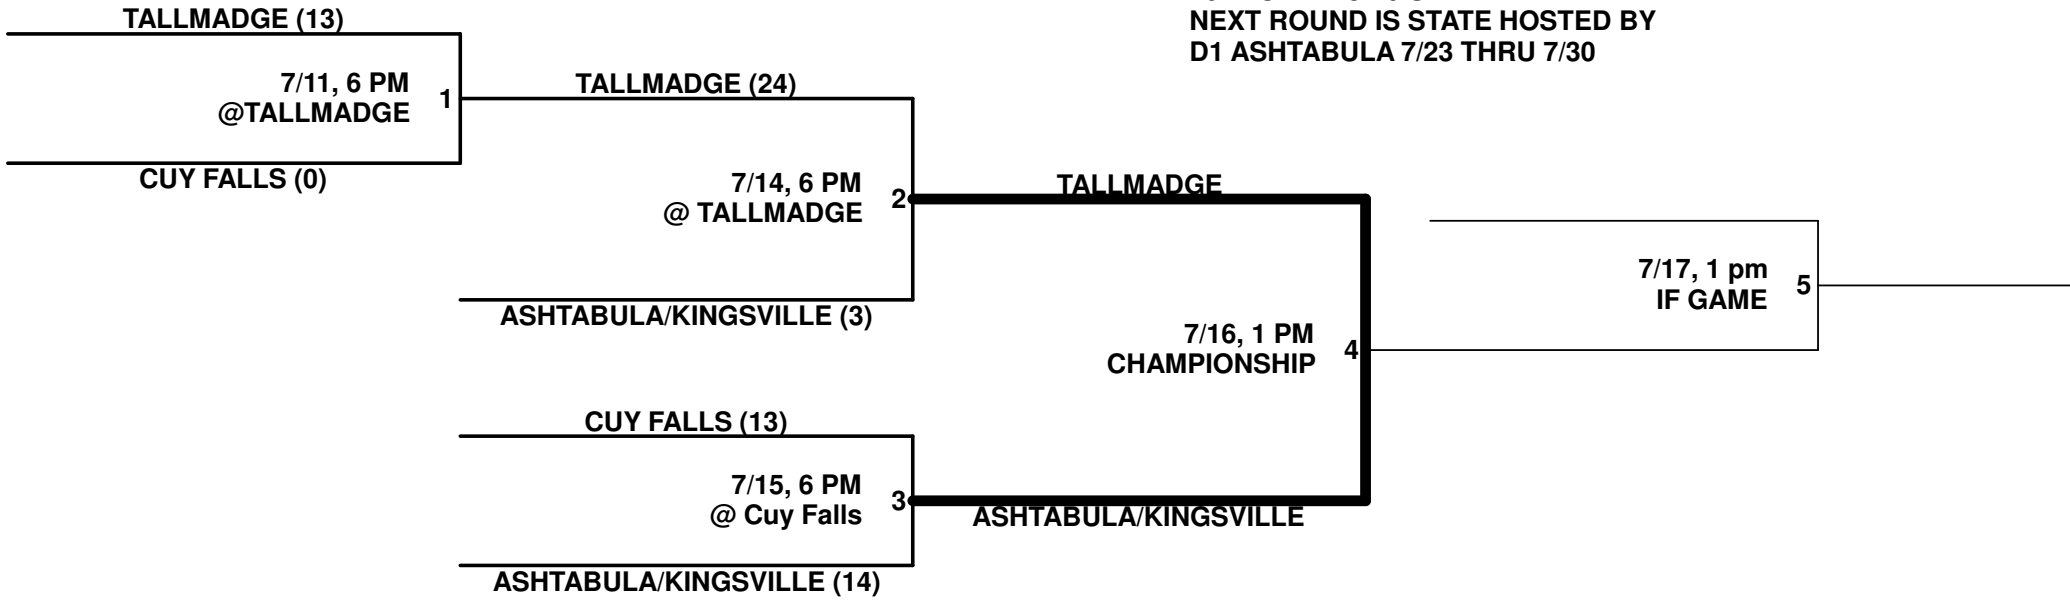 NEXT ROUND IS STATE HOSTED BY
D1 ASHTABULA 7/23 THRU 7/30
TALLMADGE (13)
7/11, 6 PM
@TALLMADGE
1
CUY FALLS (0)
TALLMADGE (24)
7/14, 6 PM
@ TALLMADGE
2
ASHTABULA/KINGSVILLE (3)
CUY FALLS (13)
7/15, 6 PM
@ Cuy Falls
3
ASHTABULA/KINGSVILLE (14)
TALLMADGE
7/16, 1 PM
CHAMPIONSHIP
4
ASHTABULA/KINGSVILLE
7/17, 1 pm
IF GAME
5